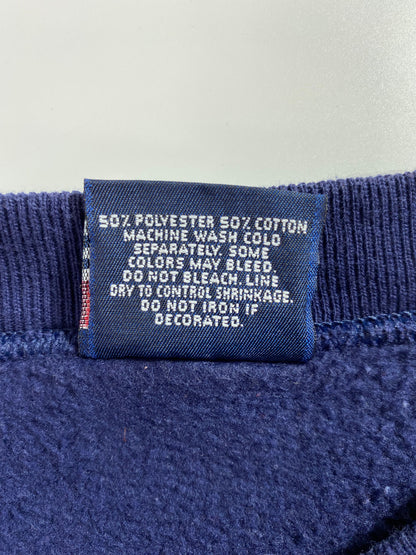 50% POLYESTER 50% COTTON
MACHINE WASH COLD
SEPARATELY. SOME
COLORS MAY BLEED.
DO NOT BLEACH. LINE
DRY TO CONTROL SHRINKAGE.
DO NOT IRON IF
DECORATED.